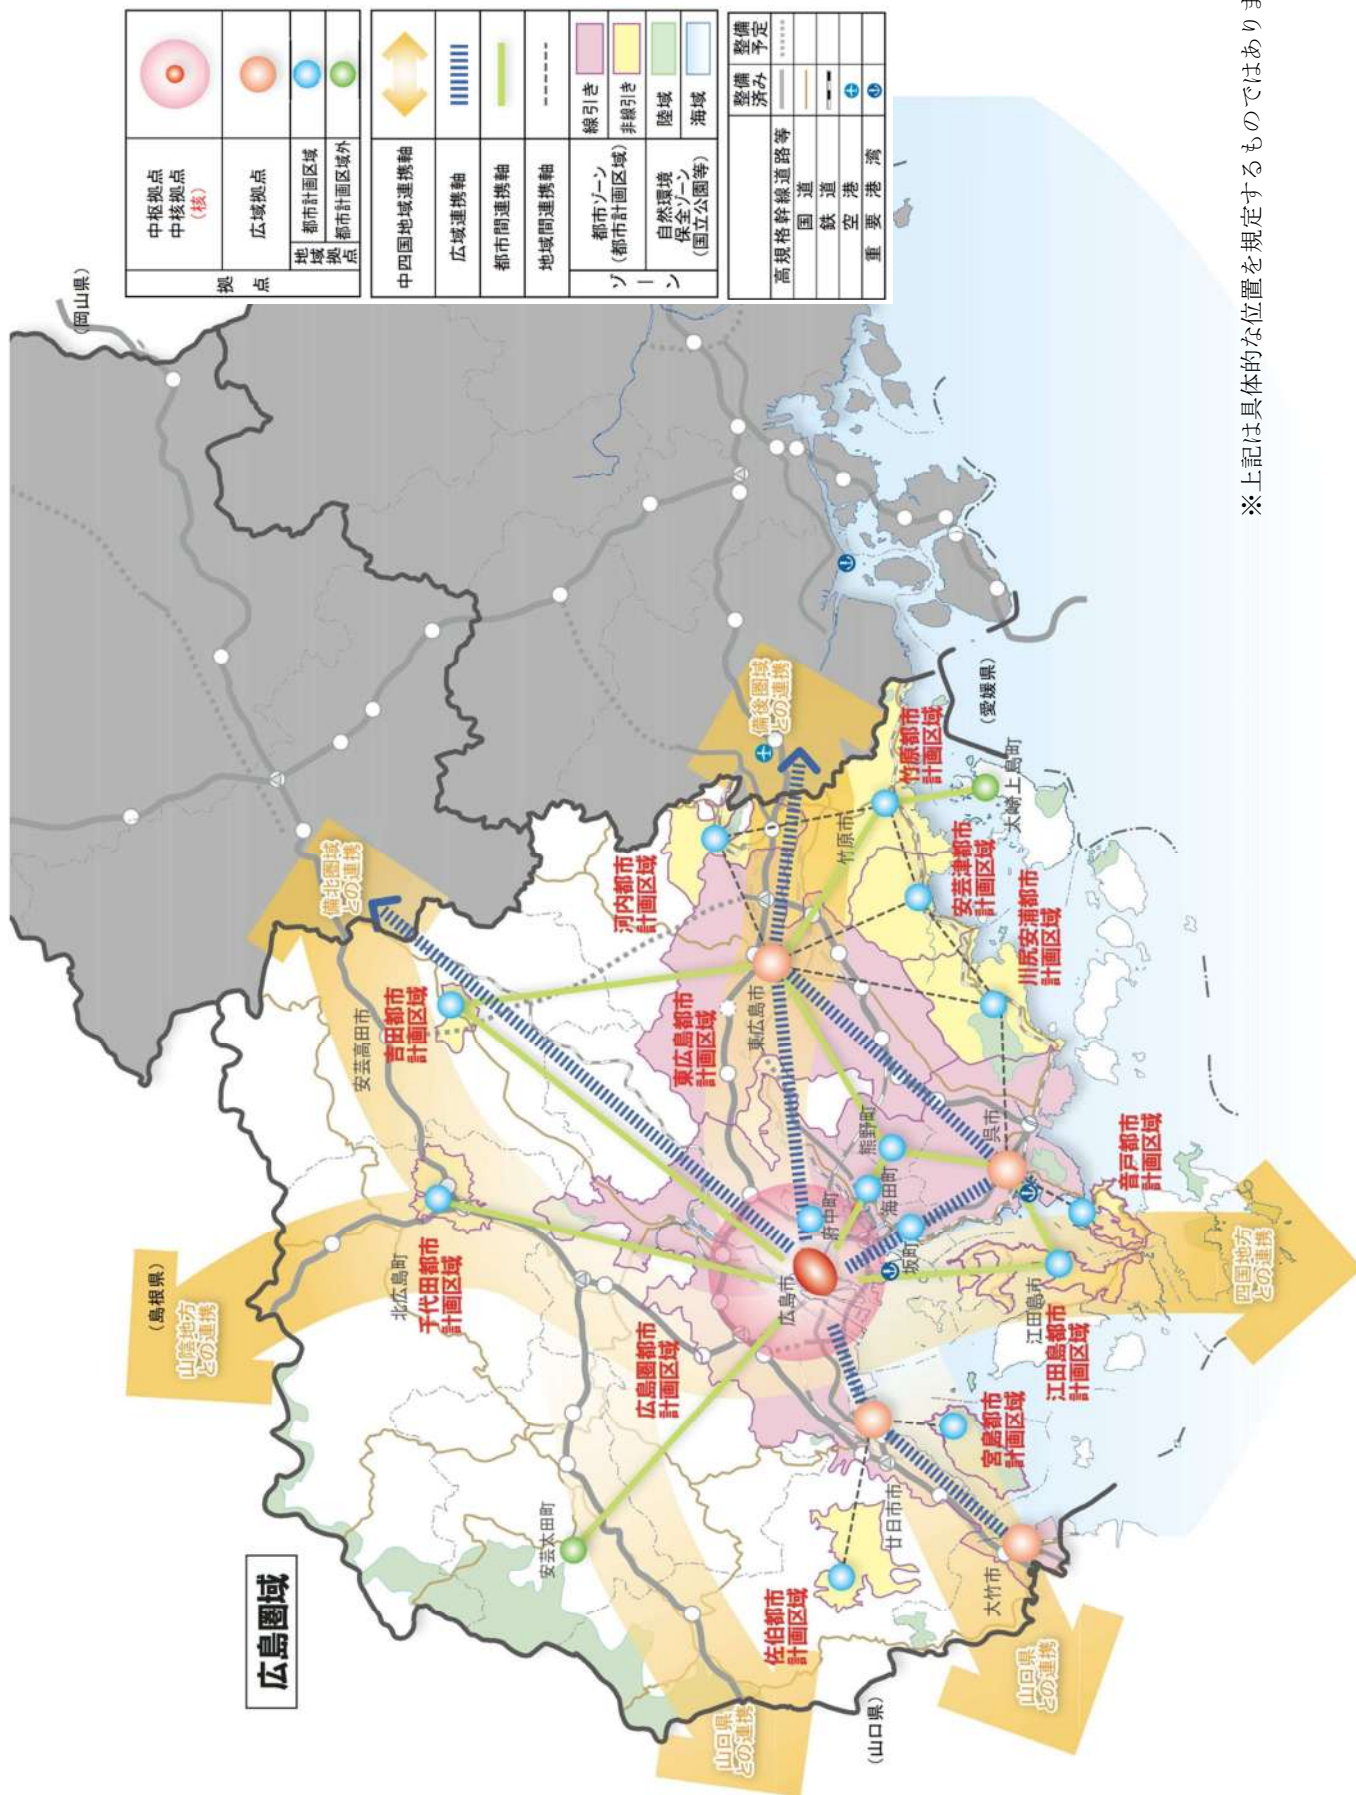 広島圏域
(島根県)
(岡山県)
(山口県)
(愛媛県)
山陰地方
との連携
備北圏域
との連携
備後圏域
との連携
四国地方
との連携
山口県
との連携
山口県
との連携
安芸高田市
吉田都市
計画区域
北広島町
千代田都市
計画区域
安芸太田町
広島圏都市
計画区域
広島市
府中町
海田町
熊野町
坂町
呉市
東広島市
東広島都市
計画区域
河内都市
計画区域
竹原市
竹原都市
計画区域
大崎上島町
安芸津都市
計画区域
川尻安浦都市
計画区域
音戸都市
計画区域
江田島市
江田島都市
計画区域
宮島都市
計画区域
廿日市市
佐伯都市
計画区域
大竹市
拠点
中枢拠点
中核拠点
(核)
広域拠点
地域拠点
都市計画区域
都市計画区域外
中四国地域連携軸
広域連携軸
都市間連携軸
地域間連携軸
ゾーン
都市ゾーン
(都市計画区域)
線引き
非線引き
自然環境
保全ゾーン
(国立公園等)
陸域
海域
整備
済み
整備
予定
高規格幹線道路等
国道
鉄道
空港
重要港湾
※上記は具体的な位置を規定するものではありま